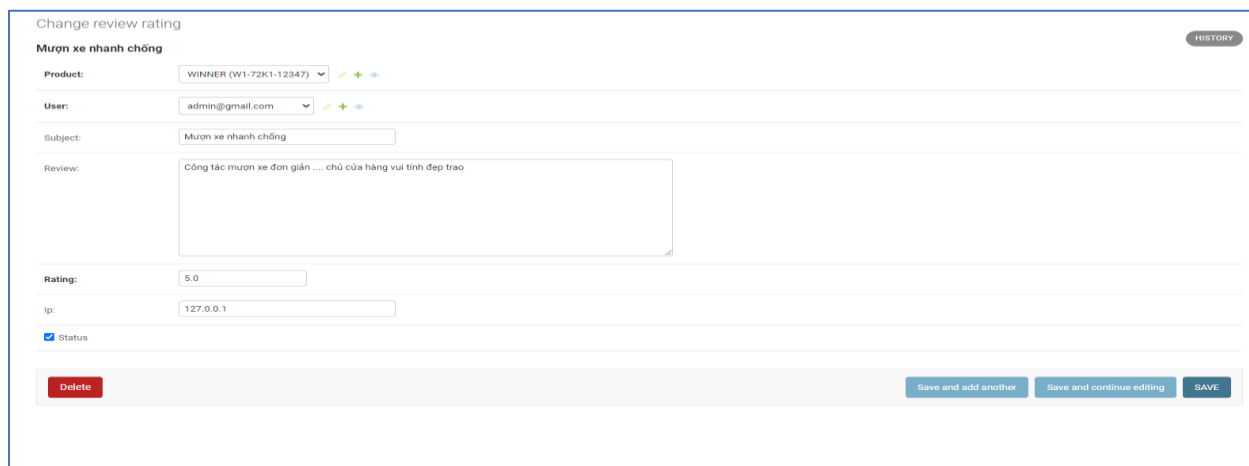 Change review rating
HISTORY
Mượn xe nhanh chống
Product: WINNER (W1-72K1-12347)
User: admin@gmail.com
Subject: Mượn xe nhanh chống
Review: Công tác mượn xe đơn giản .... chủ cửa hàng vui tính đẹp trao
Rating: 5.0
Ip: 127.0.0.1
Status
Delete Save and add another Save and continue editing SAVE